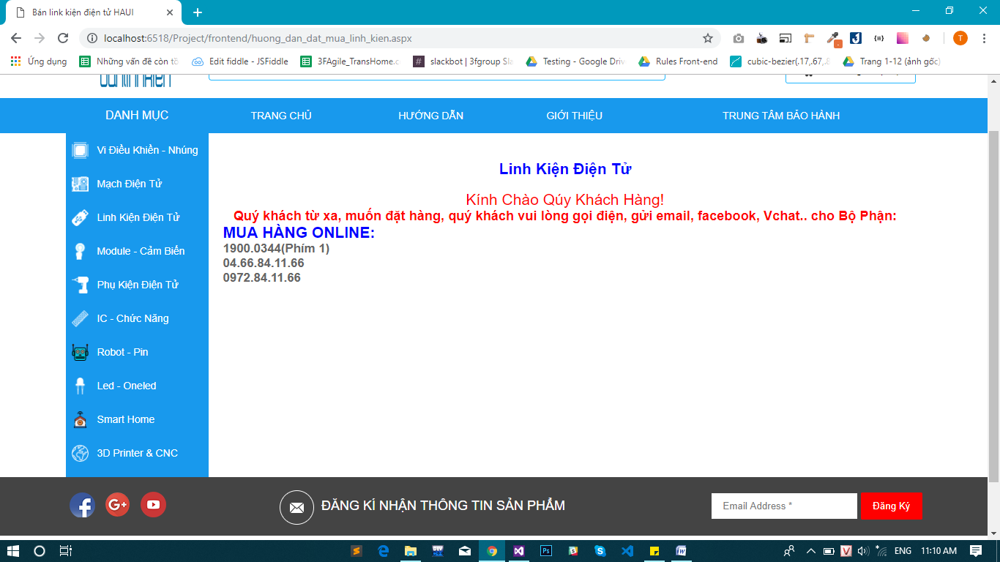 Bán link kiện điện tử HAUI
localhost:6518/Project/frontend/huong_dan_dat_mua_linh_kien.aspx
T
Ứng dụng
Những vấn đề còn tồ
Edit fiddle - JSFiddle
3FAgile_TransHome.c
slackbot | 3fgroup Sla
Testing - Google Driv
Rules Front-end
cubic-bezier(.17,.67,.8
Trang 1-12 (ảnh gốc)
DANH MỤC
TRANG CHỦ
HƯỚNG DẪN
GIỚI THIỆU
TRUNG TÂM BẢO HÀNH
Vi Điều Khiển - Nhúng
Mạch Điện Tử
Linh Kiện Điện Tử
Module - Cảm Biến
Phụ Kiện Điện Tử
IC - Chức Năng
Robot - Pin
Led - Oneled
Smart Home
3D Printer & CNC
Linh Kiện Điện Tử
Kính Chào Qúy Khách Hàng!
Quý khách từ xa, muốn đặt hàng, quý khách vui lòng gọi điện, gửi email, facebook, Vchat.. cho Bộ Phận:
MUA HÀNG ONLINE:
1900.0344(Phím 1)
04.66.84.11.66
0972.84.11.66
ĐĂNG KÍ NHẬN THÔNG TIN SẢN PHẨM
Email Address *
Đăng Ký
ENG
11:10 AM